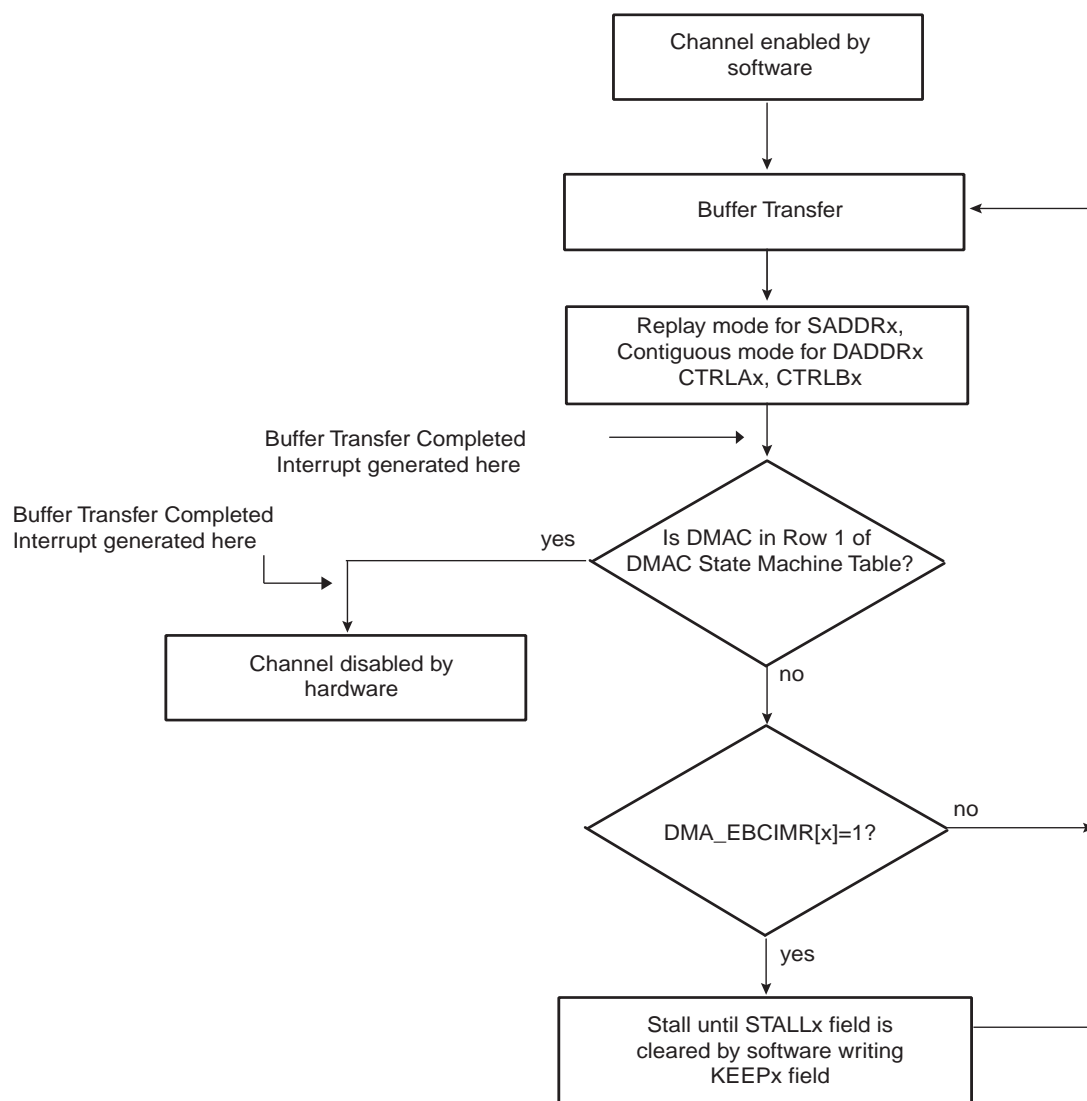 Channel enabled by
software
Buffer Transfer
Replay mode for SADDRx,
Contiguous mode for DADDRx
CTRLAx, CTRLBx
Buffer Transfer Completed
Interrupt generated here
Buffer Transfer Completed
Interrupt generated here
yes
Is DMAC in Row 1 of
DMAC State Machine Table?
Channel disabled by
hardware
no
DMA_EBCIMR[x]=1?
no
yes
Stall until STALLx field is
cleared by software writing
KEEPx field